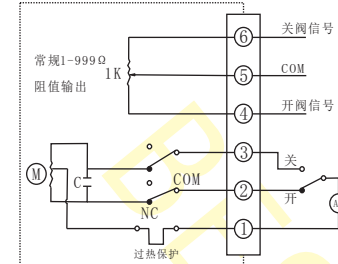 ⑥ 关阀信号
常规1-999Ω
1K
⑤ COM
阻值输出
④ 开阀信号
③ 关
M
C
COM
② 开
NC
A
①
过热保护